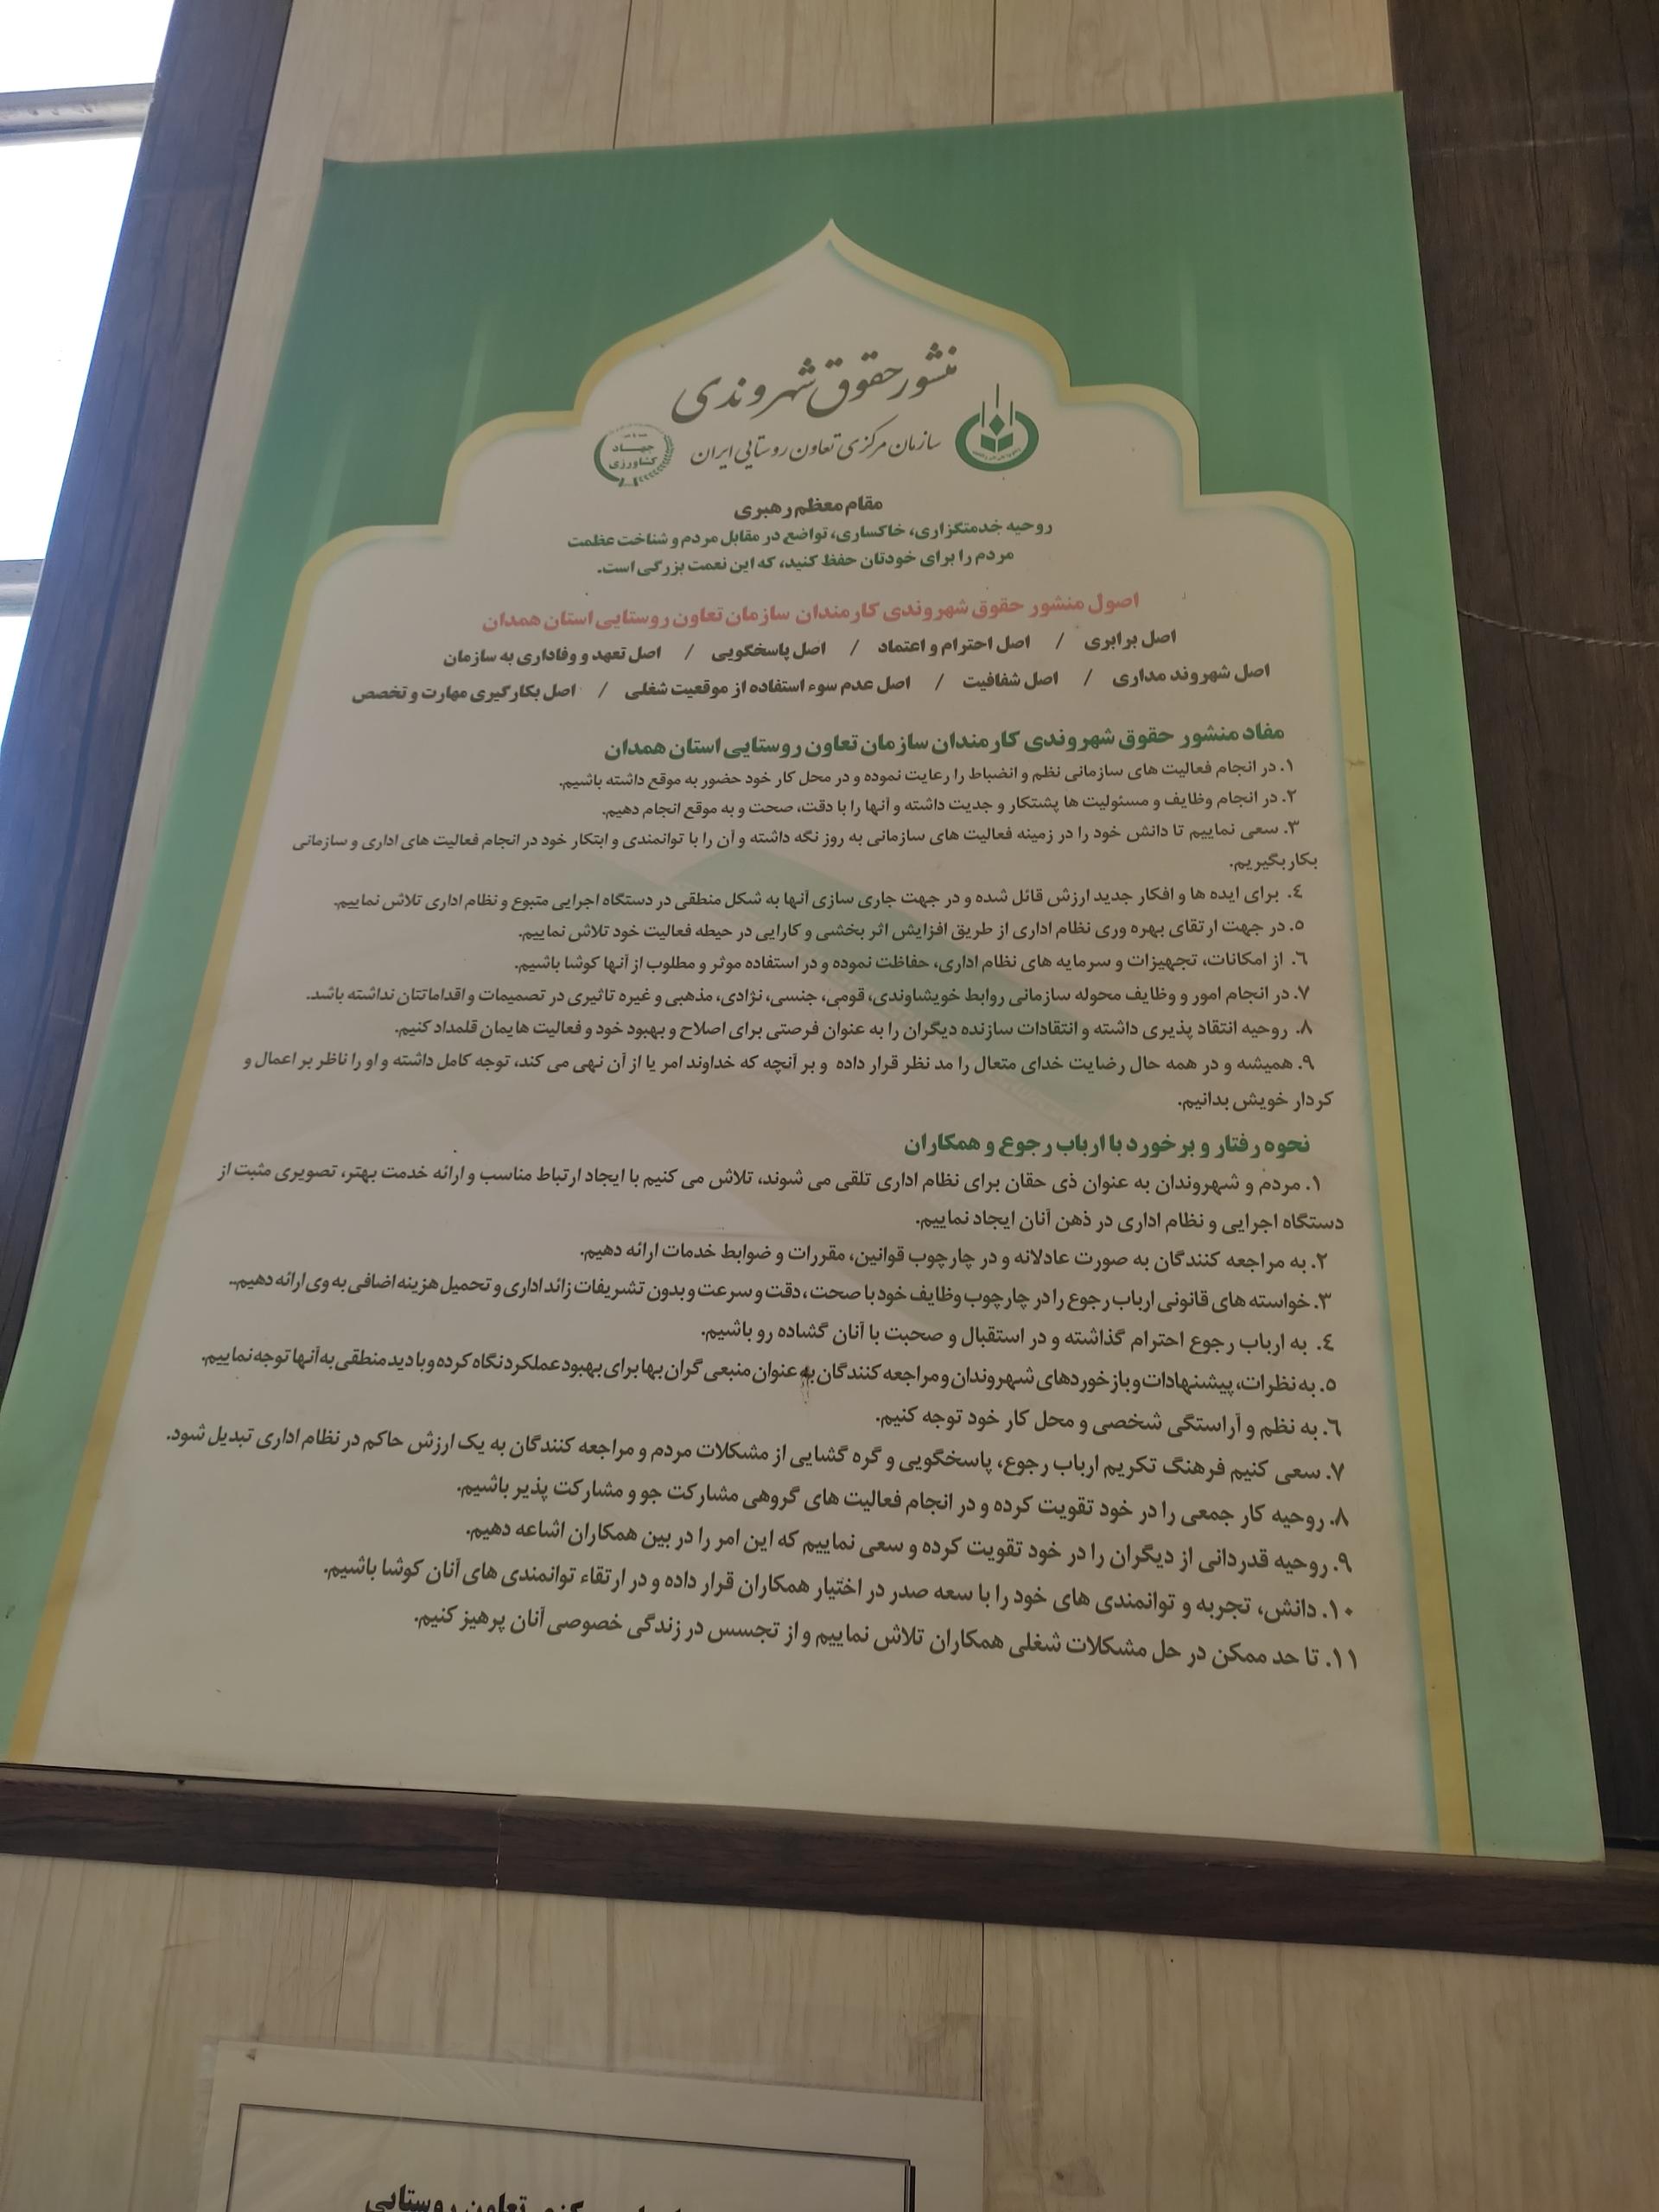 منشور حقوق شهروندی
سازمان مرکزی تعاون روستایی ایران
جهاد
کشاورزی
مقام معظم رهبری
روحیه خدمتگزاری، خاکساری، تواضع در مقابل مردم و شناخت عظمت
مردم را برای خودتان حفظ کنید، که این نعمت بزرگی است.
اصول منشور حقوق شهروندی کارمندان سازمان تعاون روستایی استان همدان
اصل برابری / اصل احترام و اعتماد / اصل پاسخگویی / اصل تعهد و وفاداری به سازمان
اصل شهروند مداری / اصل شفافیت / اصل عدم سوء استفاده از موقعیت شغلی / اصل بکارگیری مهارت و تخصص
مفاد منشور حقوق شهروندی کارمندان سازمان تعاون روستایی استان همدان
۱. در انجام فعالیت های سازمانی نظم و انضباط را رعایت نموده و در محل کار خود حضور به موقع داشته باشیم.
۲. در انجام وظایف و مسئولیت ها پشتکار و جدیت داشته و آنها را با دقت، صحت و به موقع انجام دهیم.
۳. سعی نماییم تا دانش خود را در زمینه فعالیت های سازمانی به روز نگه داشته و آن را با توانمندی و ابتکار خود در انجام فعالیت های اداری و سازمانی
بکار بگیریم.
٤. برای ایده ها و افکار جدید ارزش قائل شده و در جهت جاری سازی آنها به شکل منطقی در دستگاه اجرایی متبوع و نظام اداری تلاش نماییم.
٥. در جهت ارتقای بهره وری نظام اداری از طریق افزایش اثر بخشی و کارایی در حیطه فعالیت خود تلاش نماییم.
٦. از امکانات، تجهیزات و سرمایه های نظام اداری، حفاظت نموده و در استفاده موثر و مطلوب از آنها کوشا باشیم.
۷. در انجام امور و وظایف محوله سازمانی روابط خویشاوندی، قومی، جنسی، نژادی، مذهبی و غیره تاثیری در تصمیمات و اقداماتتان نداشته باشد.
۸. روحیه انتقاد پذیری داشته و انتقادات سازنده دیگران را به عنوان فرصتی برای اصلاح و بهبود خود و فعالیت هایمان قلمداد کنیم.
۹. همیشه و در همه حال رضایت خدای متعال را مد نظر قرار داده و بر آنچه که خداوند امر یا از آن نهی می کند، توجه کامل داشته و او را ناظر بر اعمال و
کردار خویش بدانیم.
نحوه رفتار و برخورد با ارباب رجوع و همکاران
۱. مردم و شهروندان به عنوان ذی حقان برای نظام اداری تلقی می شوند، تلاش می کنیم با ایجاد ارتباط مناسب و ارائه خدمت بهتر، تصویری مثبت از
دستگاه اجرایی و نظام اداری در ذهن آنان ایجاد نماییم.
۲. به مراجعه کنندگان به صورت عادلانه و در چارچوب قوانین، مقررات و ضوابط خدمات ارائه دهیم.
۳. خواسته های قانونی ارباب رجوع را در چارچوب وظایف خود با صحت، دقت و سرعت و بدون تشریفات زائد اداری و تحمیل هزینه اضافی به وی ارائه دهیم..
٤. به ارباب رجوع احترام گذاشته و در استقبال و صحبت با آنان گشاده رو باشیم.
٥. به نظرات، پیشنهادات و بازخوردهای شهروندان و مراجعه کنندگان به عنوان منبعی گران بها برای بهبود عملکرد نگاه کرده و با دید منطقی به آنها توجه نماییم.
٦. به نظم و آراستگی شخصی و محل کار خود توجه کنیم.
۷. سعی کنیم فرهنگ تکریم ارباب رجوع، پاسخگویی و گره گشایی از مشکلات مردم و مراجعه کنندگان به یک ارزش حاکم در نظام اداری تبدیل شود.
۸. روحیه کار جمعی را در خود تقویت کرده و در انجام فعالیت های گروهی مشارکت جو و مشارکت پذیر باشیم.
۹. روحیه قدردانی از دیگران را در خود تقویت کرده و سعی نماییم که این امر را در بین همکاران اشاعه دهیم.
۱۰. دانش، تجربه و توانمندی های خود را با سعه صدر در اختیار همکاران قرار داده و در ارتقاء توانمندی های آنان کوشا باشیم.
۱۱. تا حد ممکن در حل مشکلات شغلی همکاران تلاش نماییم و از تجسس در زندگی خصوصی آنان پرهیز کنیم.
تعاون روستایی